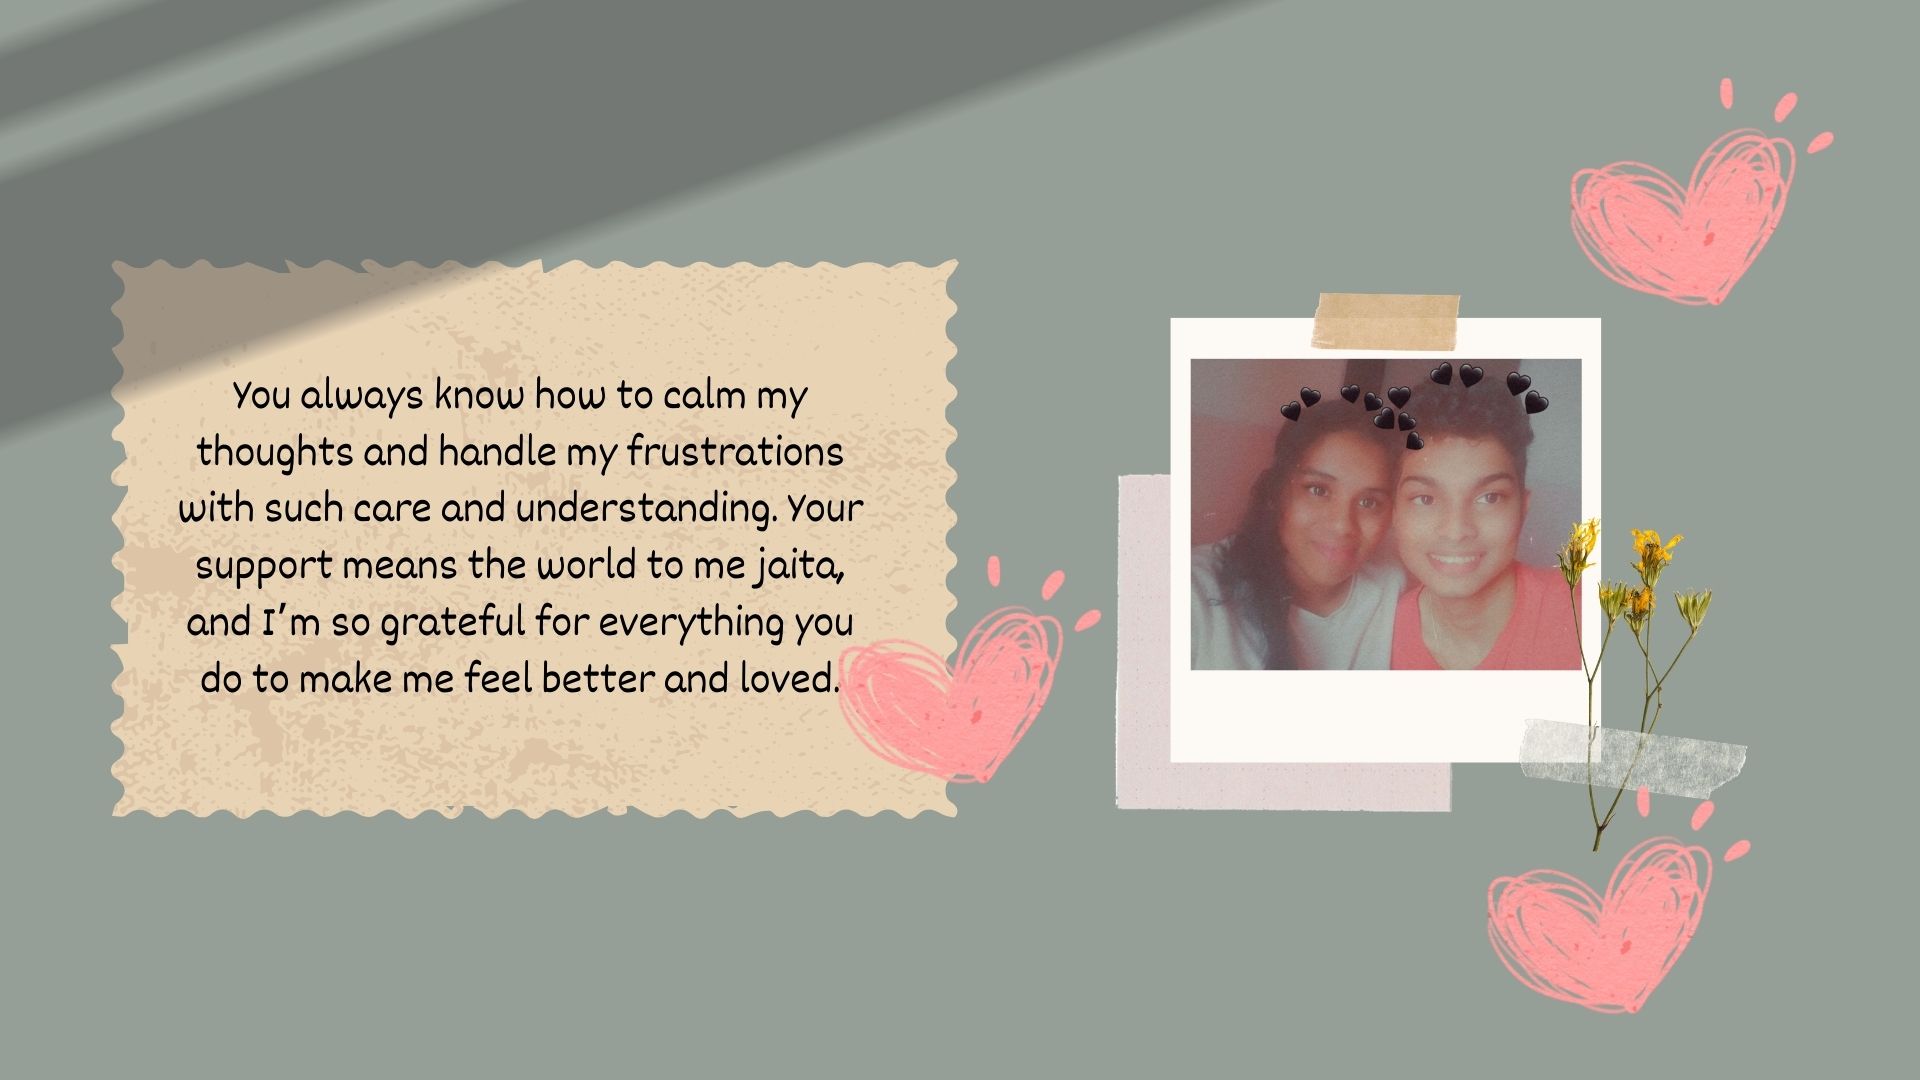 You always know how to calm my
thoughts and handle my frustrations
with such care and understanding. Your
support means the world to me jaita,
and I'm so grateful for everything you
do to make me feel better and loved.